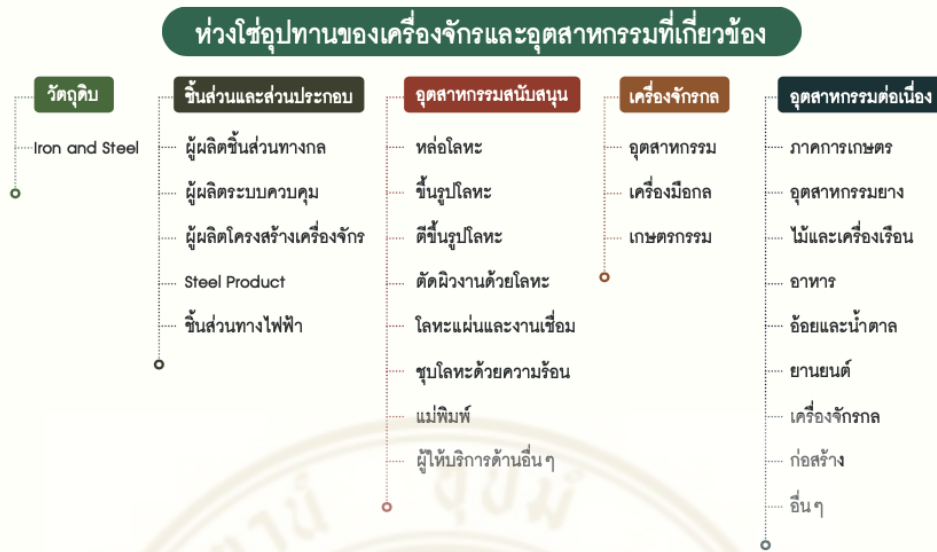 ห่วงโซ่อุปทานของเครื่องจักรและอุตสาหกรรมที่เกี่ยวข้อง
วัตถุดิบ
Iron and Steel
ชิ้นส่วนและส่วนประกอบ
ผู้ผลิตชิ้นส่วนทางกล
ผู้ผลิตระบบควบคุม
ผู้ผลิตโครงสร้างเครื่องจักร
Steel Product
ชิ้นส่วนทางไฟฟ้า
อุตสาหกรรมสนับสนุน
หล่อโลหะ
ขึ้นรูปโลหะ
ตีขึ้นรูปโลหะ
ตัดผิวงานด้วยโลหะ
โลหะแผ่นและงานเชื่อม
ชุบโลหะด้วยความร้อน
แม่พิมพ์
ผู้ให้บริการด้านอื่นๆ
เครื่องจักรกล
อุตสาหกรรม
เครื่องมือกล
เกษตรกรรม
อุตสาหกรรมต่อเนื่อง
ภาคการเกษตร
อุตสาหกรรมยาง
ไม้และเครื่องเรือน
อาหาร
อ้อยและน้ำตาล
ยานยนต์
เครื่องจักรกล
ก่อสร้าง
อื่นๆ